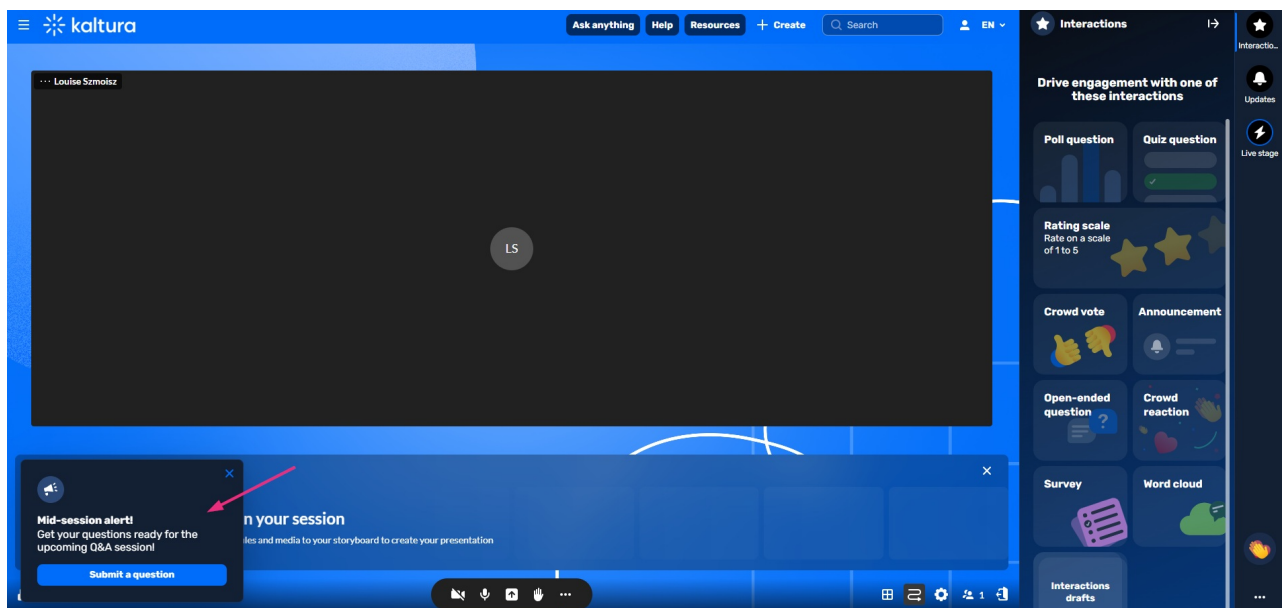 kaltura
Ask anything
Help
Resources
+ Create
Search
EN
Interactions
Interactio...
Updates
Live stage
··· Louise Szmoisz
LS
Drive engagement with one of
these interactions
Poll question
Quiz question
Rating scale
Rate on a scale
of 1 to 5
Crowd vote
Announcement
Open-ended
question
?
Crowd
reaction
Survey
Word cloud
Interactions
drafts
Mid-session alert!
Get your questions ready for the
upcoming Q&A session!
Submit a question
n your session
les and media to your storyboard to create your presentation
1